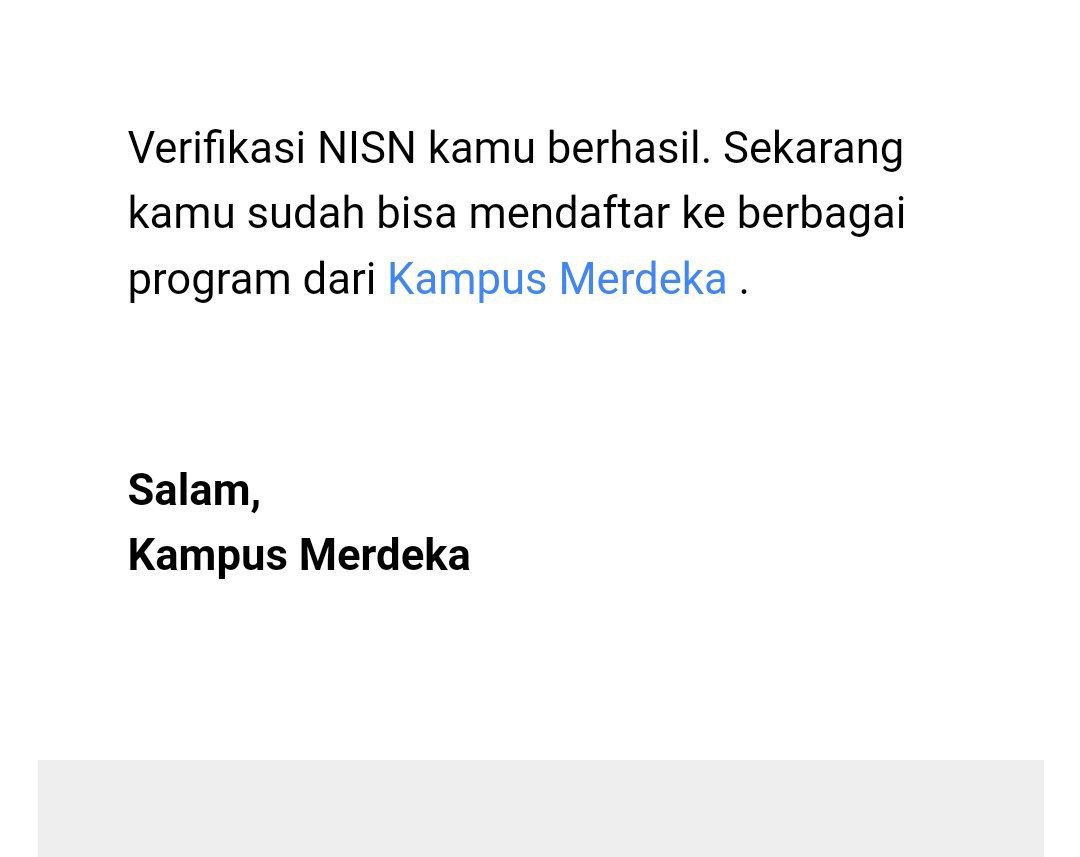 Verifikasi NISN kamu berhasil. Sekarang
kamu sudah bisa mendaftar ke berbagai
program dari Kampus Merdeka .
Salam,
Kampus Merdeka